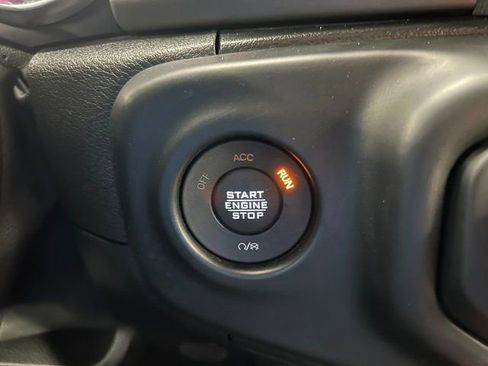 ACC
OFF
RUN
START
ENGINE
STOP